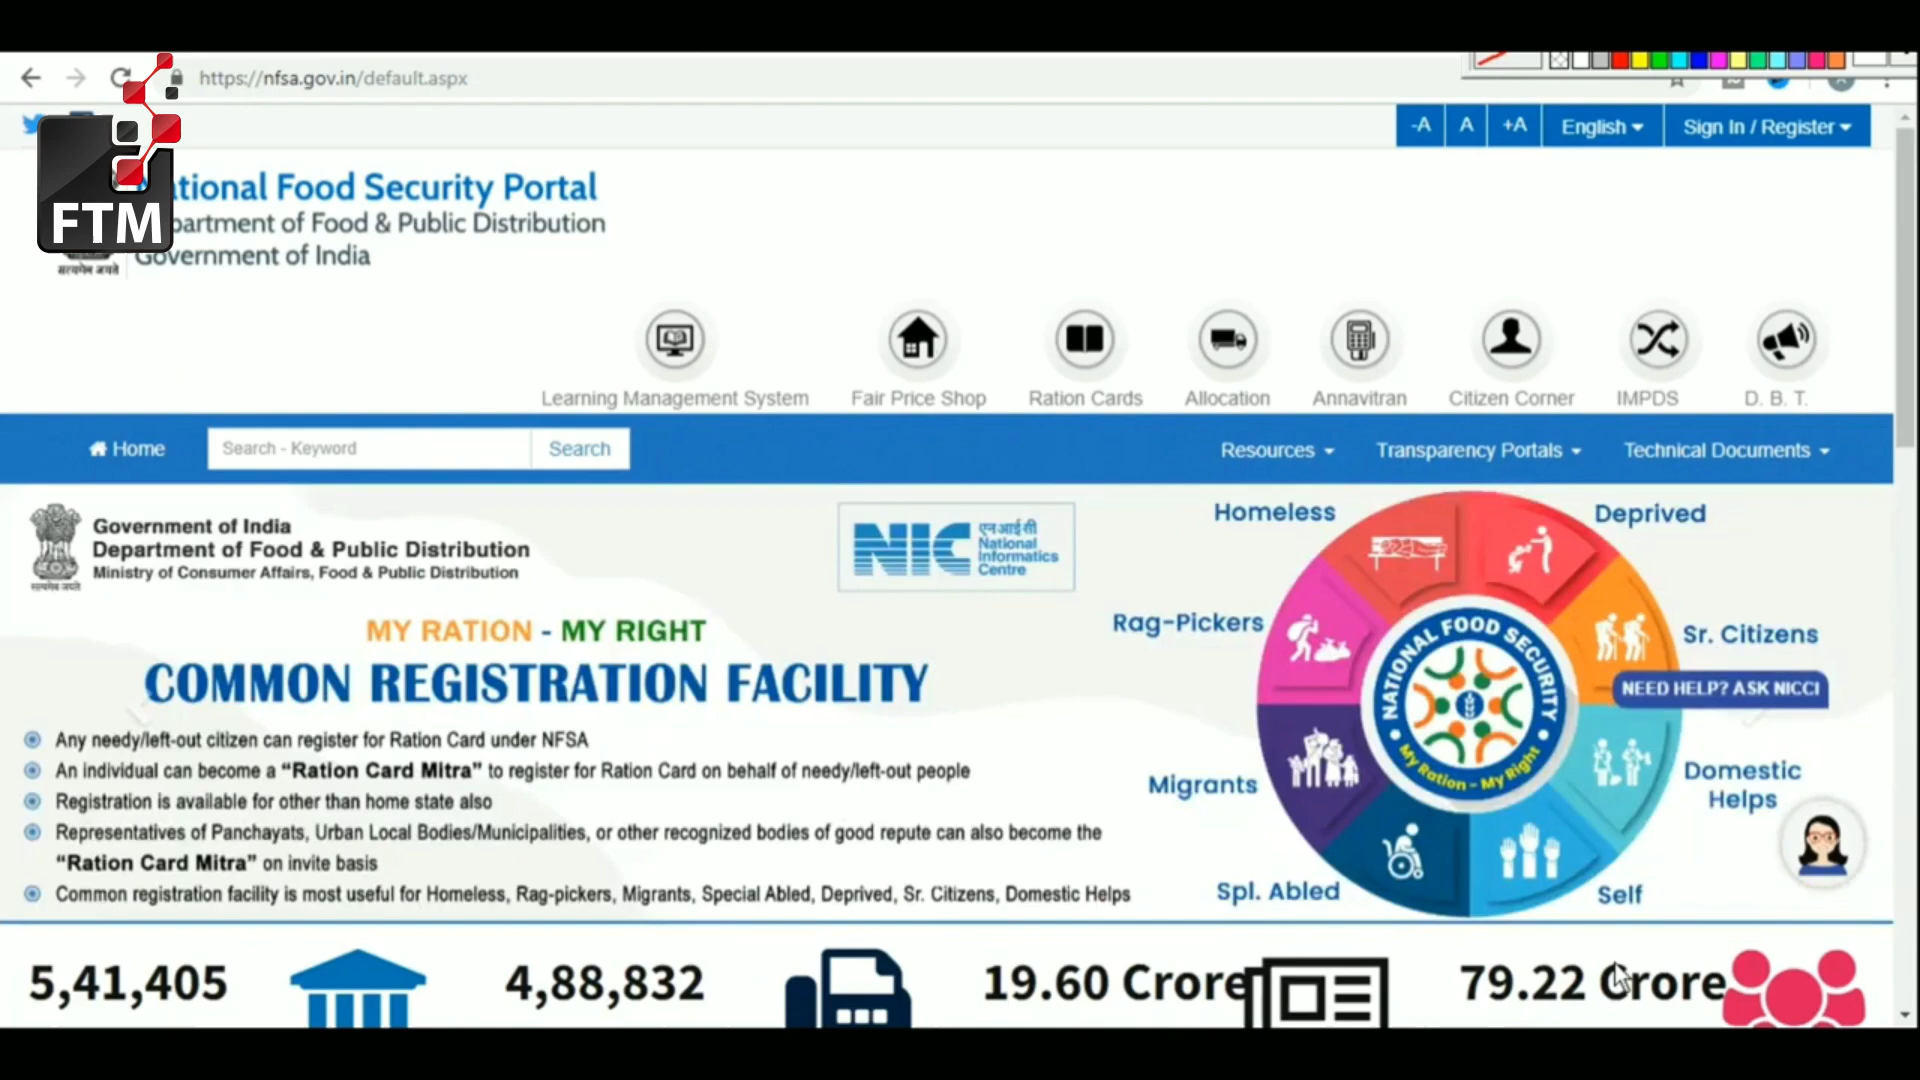 https://nfsa.gov.in/default.aspx
-A A +A English Sign In / Register
FTM
tional Food Security Portal
partment of Food & Public Distribution
Government of India
सत्यमेव जयते
Learning Management System Fair Price Shop Ration Cards Allocation Annavitran Citizen Corner IMPDS D. B. T.
Home Search - Keyword Search Resources Transparency Portals Technical Documents
Government of India
Department of Food & Public Distribution
Ministry of Consumer Affairs, Food & Public Distribution
सत्यमेव जयते
NIC एन आई सी
National
Informatics
Centre
MY RATION - MY RIGHT
COMMON REGISTRATION FACILITY
Any needy/left-out citizen can register for Ration Card under NFSA
An individual can become a “Ration Card Mitra” to register for Ration Card on behalf of needy/left-out people
Registration is available for other than home state also
Representatives of Panchayats, Urban Local Bodies/Municipalities, or other recognized bodies of good repute can also become the
“Ration Card Mitra” on invite basis
Common registration facility is most useful for Homeless, Rag-pickers, Migrants, Special Abled, Deprived, Sr. Citizens, Domestic Helps
Homeless
Deprived
Rag-Pickers
Sr. Citizens
NATIONAL FOOD SECURITY
My Ration - My Right
NEED HELP? ASK NICCI
Migrants
Domestic
Helps
Spl. Abled
Self
5,41,405 4,88,832 19.60 Crore 79.22 Crore